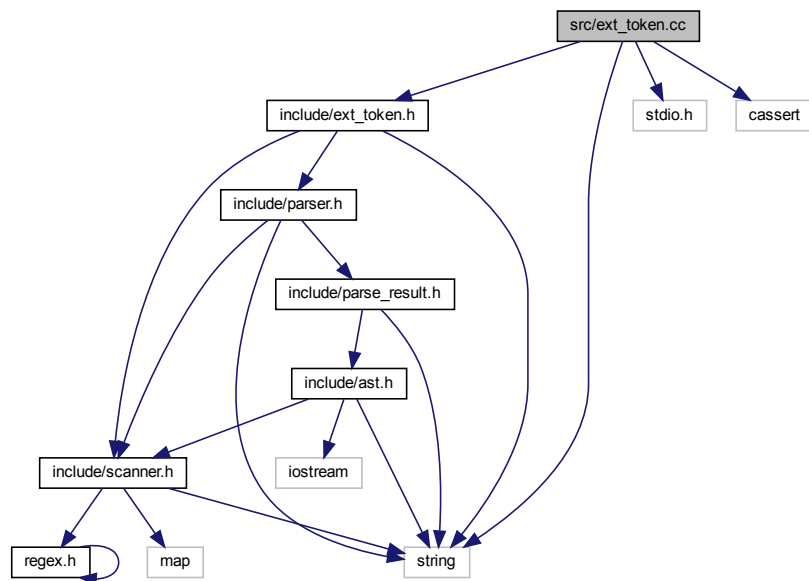 src/ext_token.cc
include/ext_token.h
stdio.h
cassert
include/parser.h
include/parse_result.h
include/ast.h
include/scanner.h
iostream
regex.h
map
string